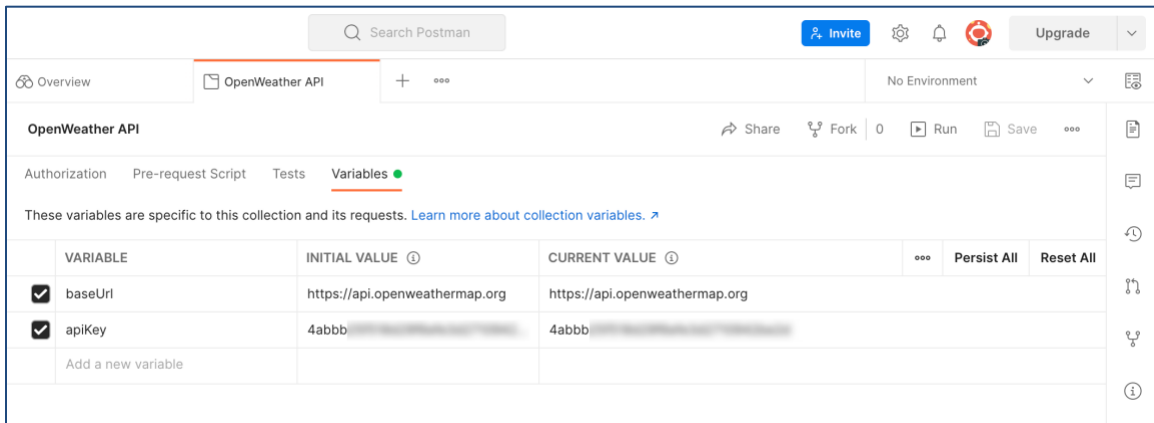 Search Postman
Invite
Upgrade
Overview
OpenWeather API
No Environment
OpenWeather API
Share
Fork 0
Run
Save
Authorization Pre-request Script Tests Variables
These variables are specific to this collection and its requests. Learn more about collection variables. ↗
VARIABLE INITIAL VALUE CURRENT VALUE Persist All Reset All
baseUrl https://api.openweathermap.org https://api.openweathermap.org
apiKey 4abbb 4abbb
Add a new variable